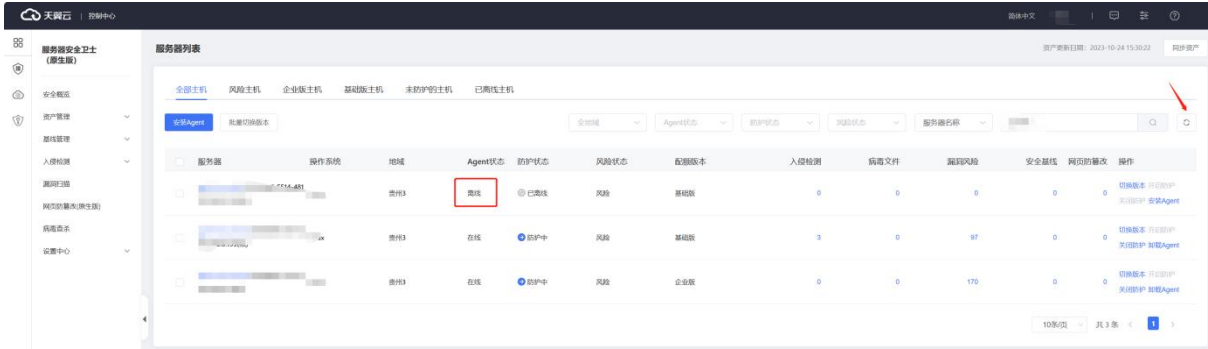 天翼云 | 控制中心
简体中文
服务器安全卫士
(原生版)
安全概览
资产管理
基线管理
入侵检测
漏洞扫描
网页防篡改(原生版)
病毒查杀
设置中心
服务器列表
资产更新日期: 2023-10-24 15:30:22 同步资产
全部主机 风险主机 企业版主机 基础版主机 未防护的主机 已离线主机
安装Agent 批量切换版本 全地域 Agent状态 防护状态 风险状态 服务器名称
服务器 操作系统 地域 Agent状态 防护状态 风险状态 配额版本 入侵检测 病毒文件 漏洞风险 安全基线 网页防篡改 操作
贵州3 离线 已离线 风险 基础版 0 0 0 0 0 切换版本 开启防护
关闭防护 安装Agent
贵州3 在线 防护中 风险 基础版 3 0 97 0 0 切换版本 开启防护
关闭防护 卸载Agent
贵州3 在线 防护中 风险 企业版 0 0 170 0 0 切换版本 开启防护
关闭防护 卸载Agent
10条/页 共 3 条 1